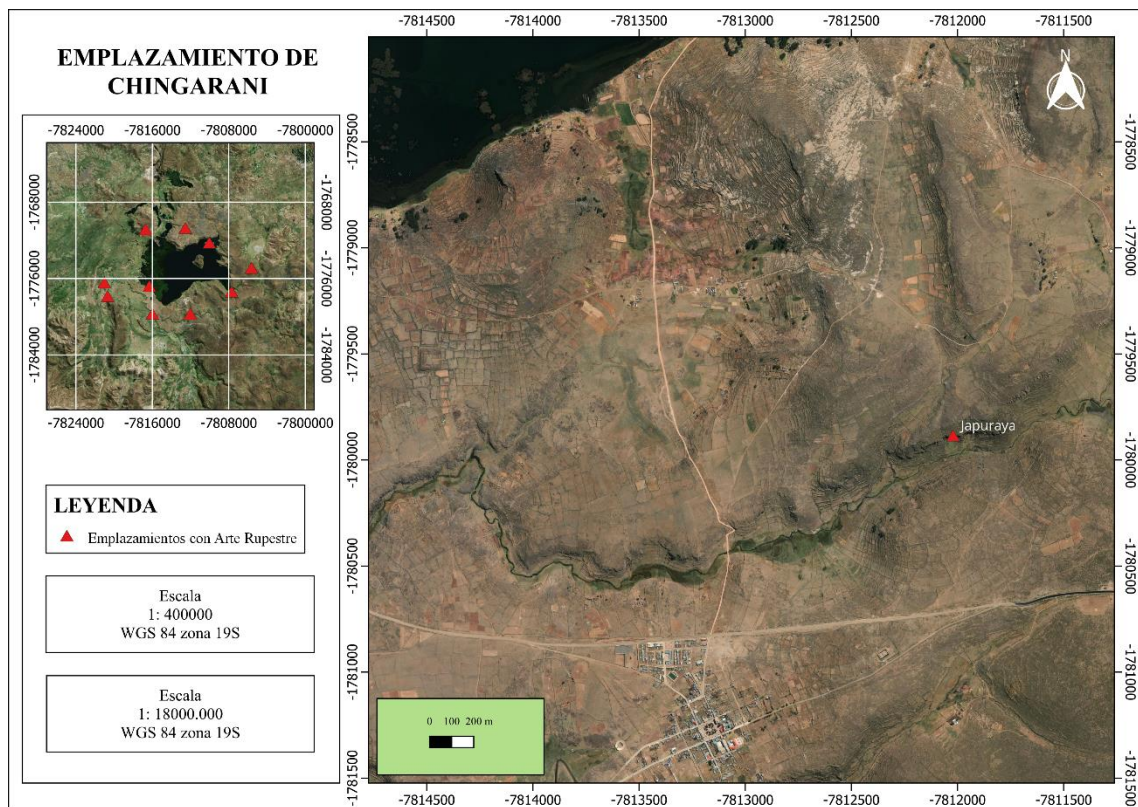 EMPLAZAMIENTO DE
CHINGARANI
-7824000 -7816000 -7808000 -7800000
-1768000 -1768000
-1776000 -1776000
-1784000 -1784000
-7824000 -7816000 -7808000 -7800000
LEYENDA
Emplazamientos con Arte Rupestre
Escala
1: 400000
WGS 84 zona 19S
Escala
1: 18000.000
WGS 84 zona 19S
-7814500 -7814000 -7813500 -7813000 -7812500 -7812000 -7811500
N
-1778500 -1778500
-1779000 -1779000
-1779500 -1779500
Japuraya
-1780000 -1780000
-1780500 -1780500
-1781000 -1781000
0 100 200 m
-1781500 -1781500
-7814500 -7814000 -7813500 -7813000 -7812500 -7812000 -7811500